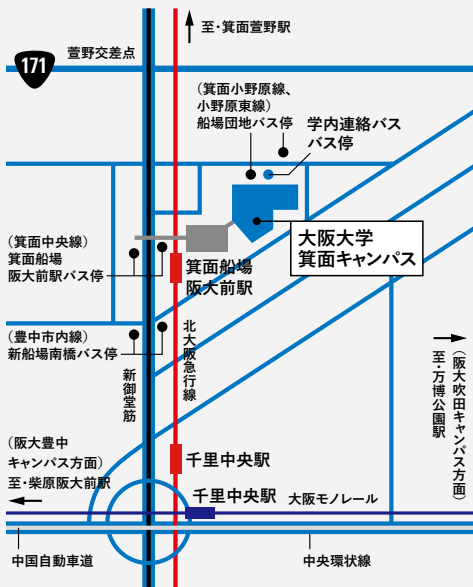 至・箕面萱野駅
萱野交差点
171
(箕面小野原線、
小野原東線)
船場団地バス停
学内連絡バス
バス停
大阪大学
箕面キャンパス
(箕面中央線)
箕面船場
阪大前駅バス停
箕面船場
阪大前駅
(豊中市内線)
新船場南橋バス停
北大阪急行線
新御堂筋
(阪大吹田キャンパス方面)
至・万博公園駅
(阪大豊中
キャンパス方面)
至・柴原阪大前駅
千里中央駅
千里中央駅
大阪モノレール
中国自動車道
中央環状線